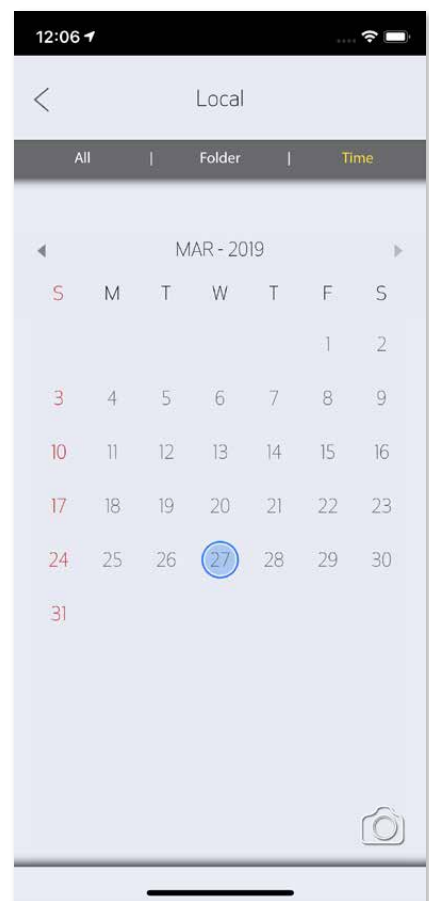 12:06
Local
All | Folder | Time
MAR - 2019
S M T W T F S
1 2
3 4 5 6 7 8 9
10 11 12 13 14 15 16
17 18 19 20 21 22 23
24 25 26 27 28 29 30
31